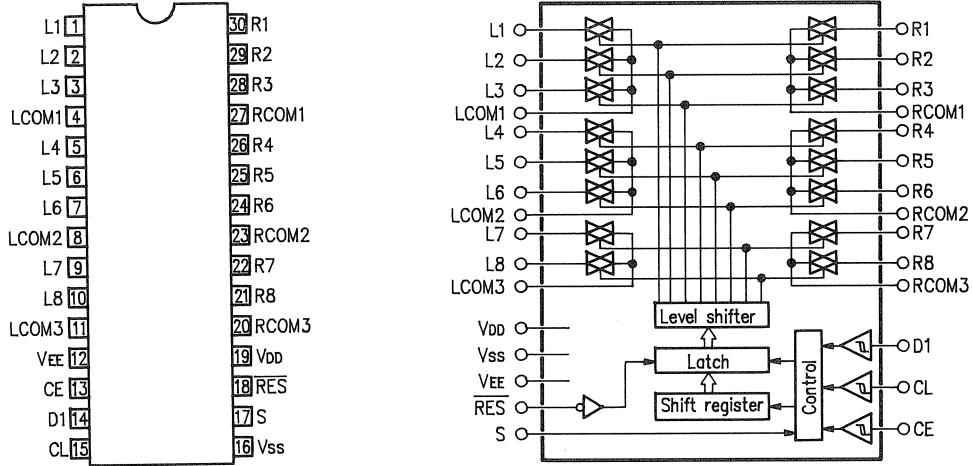 L1 1 30 R1
L2 2 29 R2
L3 3 28 R3
LCOM1 4 27 RCOM1
L4 5 26 R4
L5 6 25 R5
L6 7 24 R6
LCOM2 8 23 RCOM2
L7 9 22 R7
L8 10 21 R8
LCOM3 11 20 RCOM3
VEE 12 19 VDD
CE 13 18 RES
D1 14 17 S
CL 15 16 Vss
L1 R1
L2 R2
L3 R3
LCOM1 RCOM1
L4 R4
L5 R5
L6 R6
LCOM2 RCOM2
L7 R7
L8 R8
LCOM3 RCOM3
Level shifter
VDD
Vss
VEE
RES
S
Latch
Shift register
Control
D1
CL
CE